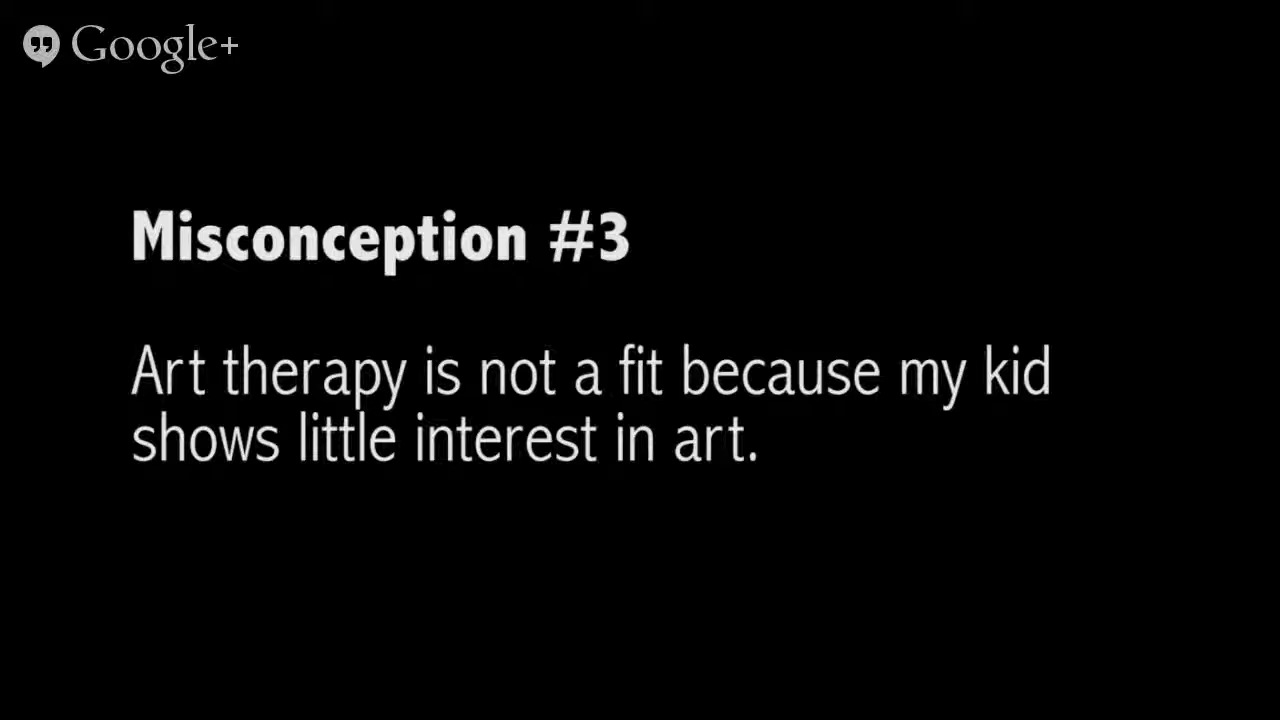 Google+
Misconception #3
Art therapy is not a fit because my kid
shows little interest in art.